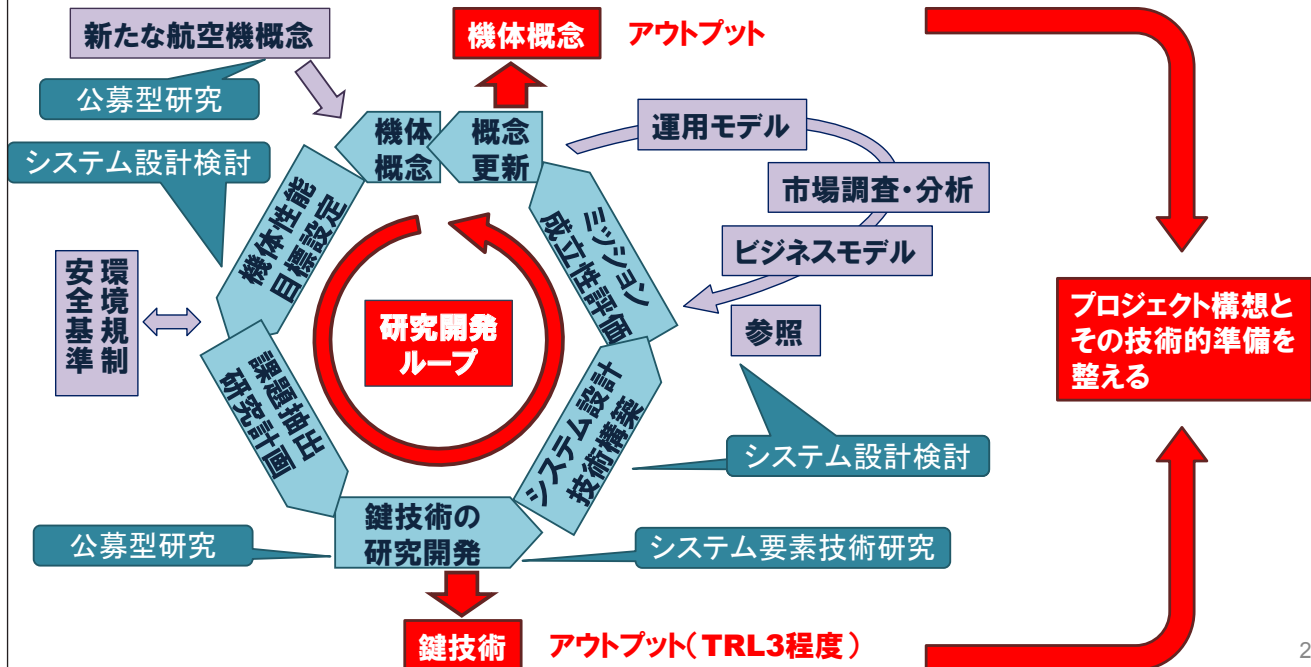 新たな航空機概念
機体概念
アウトプット
公募型研究
機体
概念
概念
更新
運用モデル
システム設計検討
市場調査・分析
機体性能
目標設定
ミッション
成立性評価
ビジネスモデル
環境規制
安全基準
研究開発
ループ
参照
プロジェクト構想と
その技術的準備を
整える
課題抽出
研究計画
システム設計
技術構築
システム設計検討
鍵技術の
研究開発
公募型研究
システム要素技術研究
鍵技術
アウトプット（TRL3程度）
2